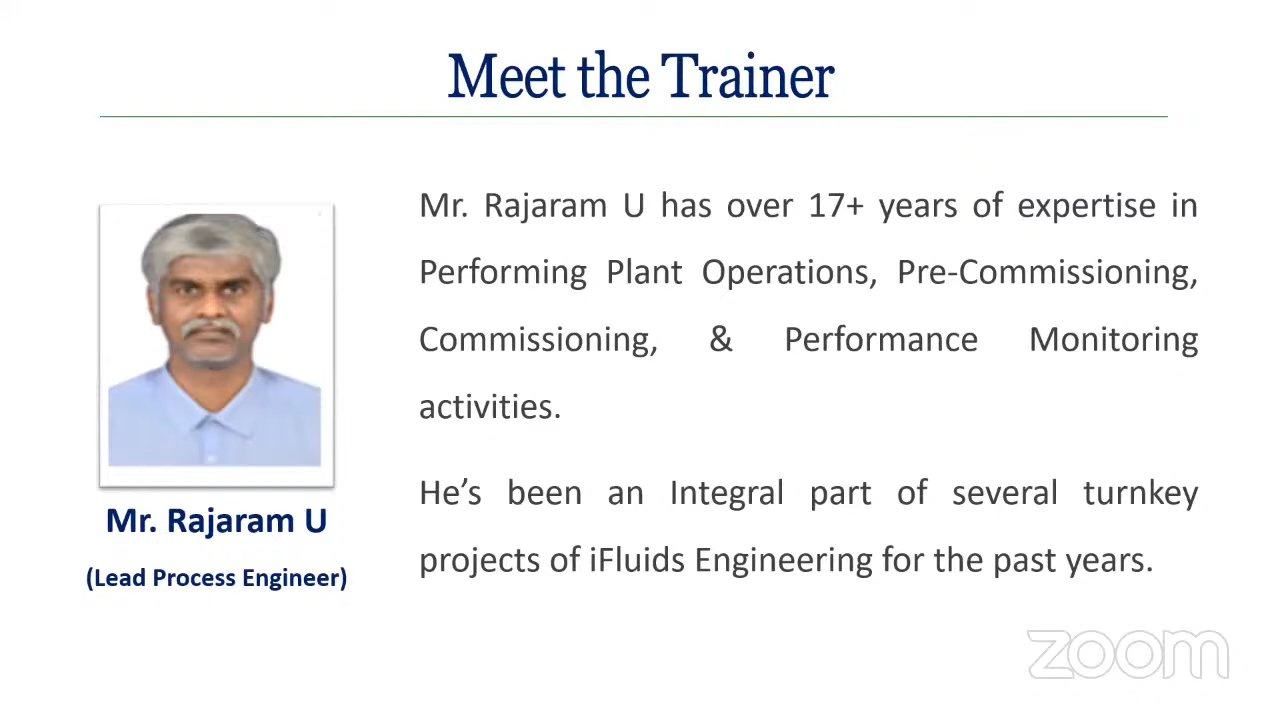 Meet the Trainer
Mr. Rajaram U has over 17+ years of expertise in
Performing Plant Operations, Pre-Commissioning,
Commissioning, & Performance Monitoring
activities.
He’s been an Integral part of several turnkey
projects of iFluids Engineering for the past years.
Mr. Rajaram U
(Lead Process Engineer)
zoom